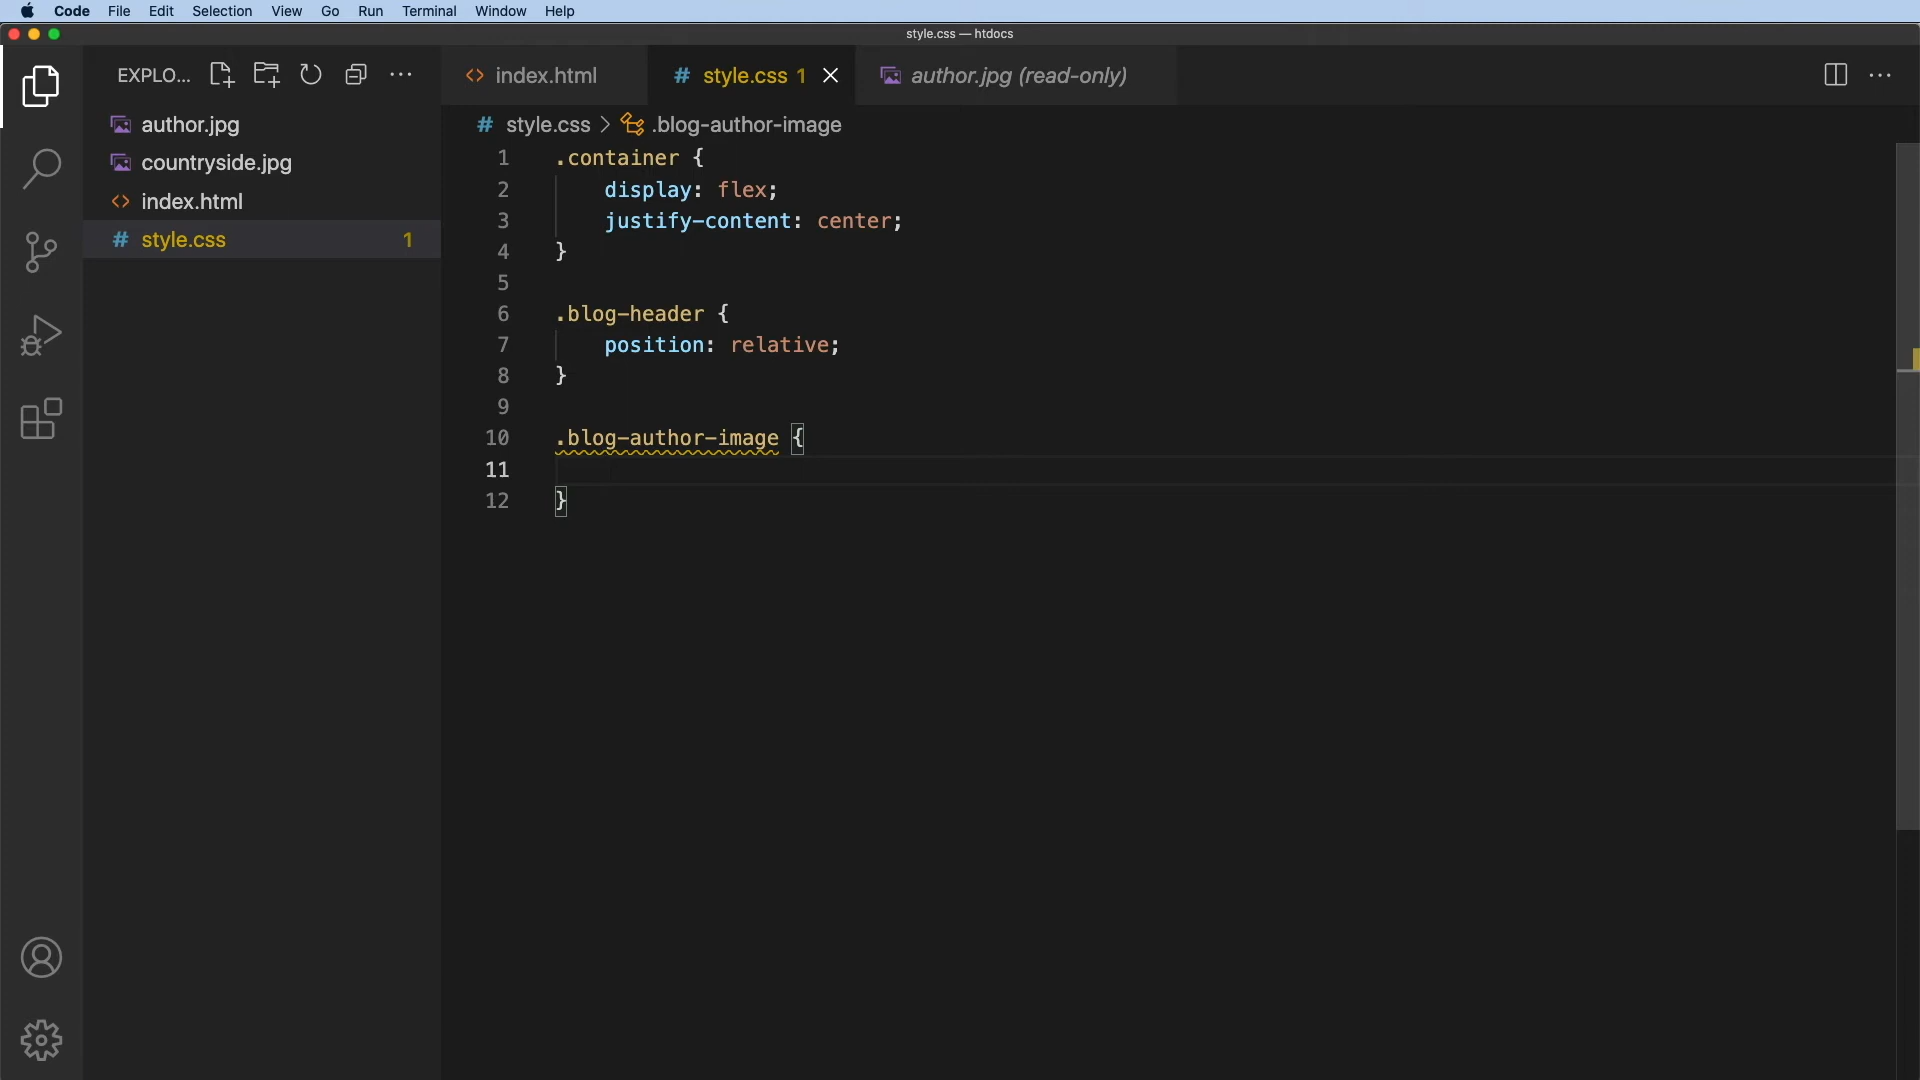 Code File Edit Selection View Go Run Terminal Window Help
style.css — htdocs
EXPLO...
index.html
# style.css 1
author.jpg (read-only)
author.jpg
countryside.jpg
<> index.html
# style.css 1
# style.css > .blog-author-image
1 .container {
2 display: flex;
3 justify-content: center;
4 }
5
6 .blog-header {
7 position: relative;
8 }
9
10 .blog-author-image {
11
12 }